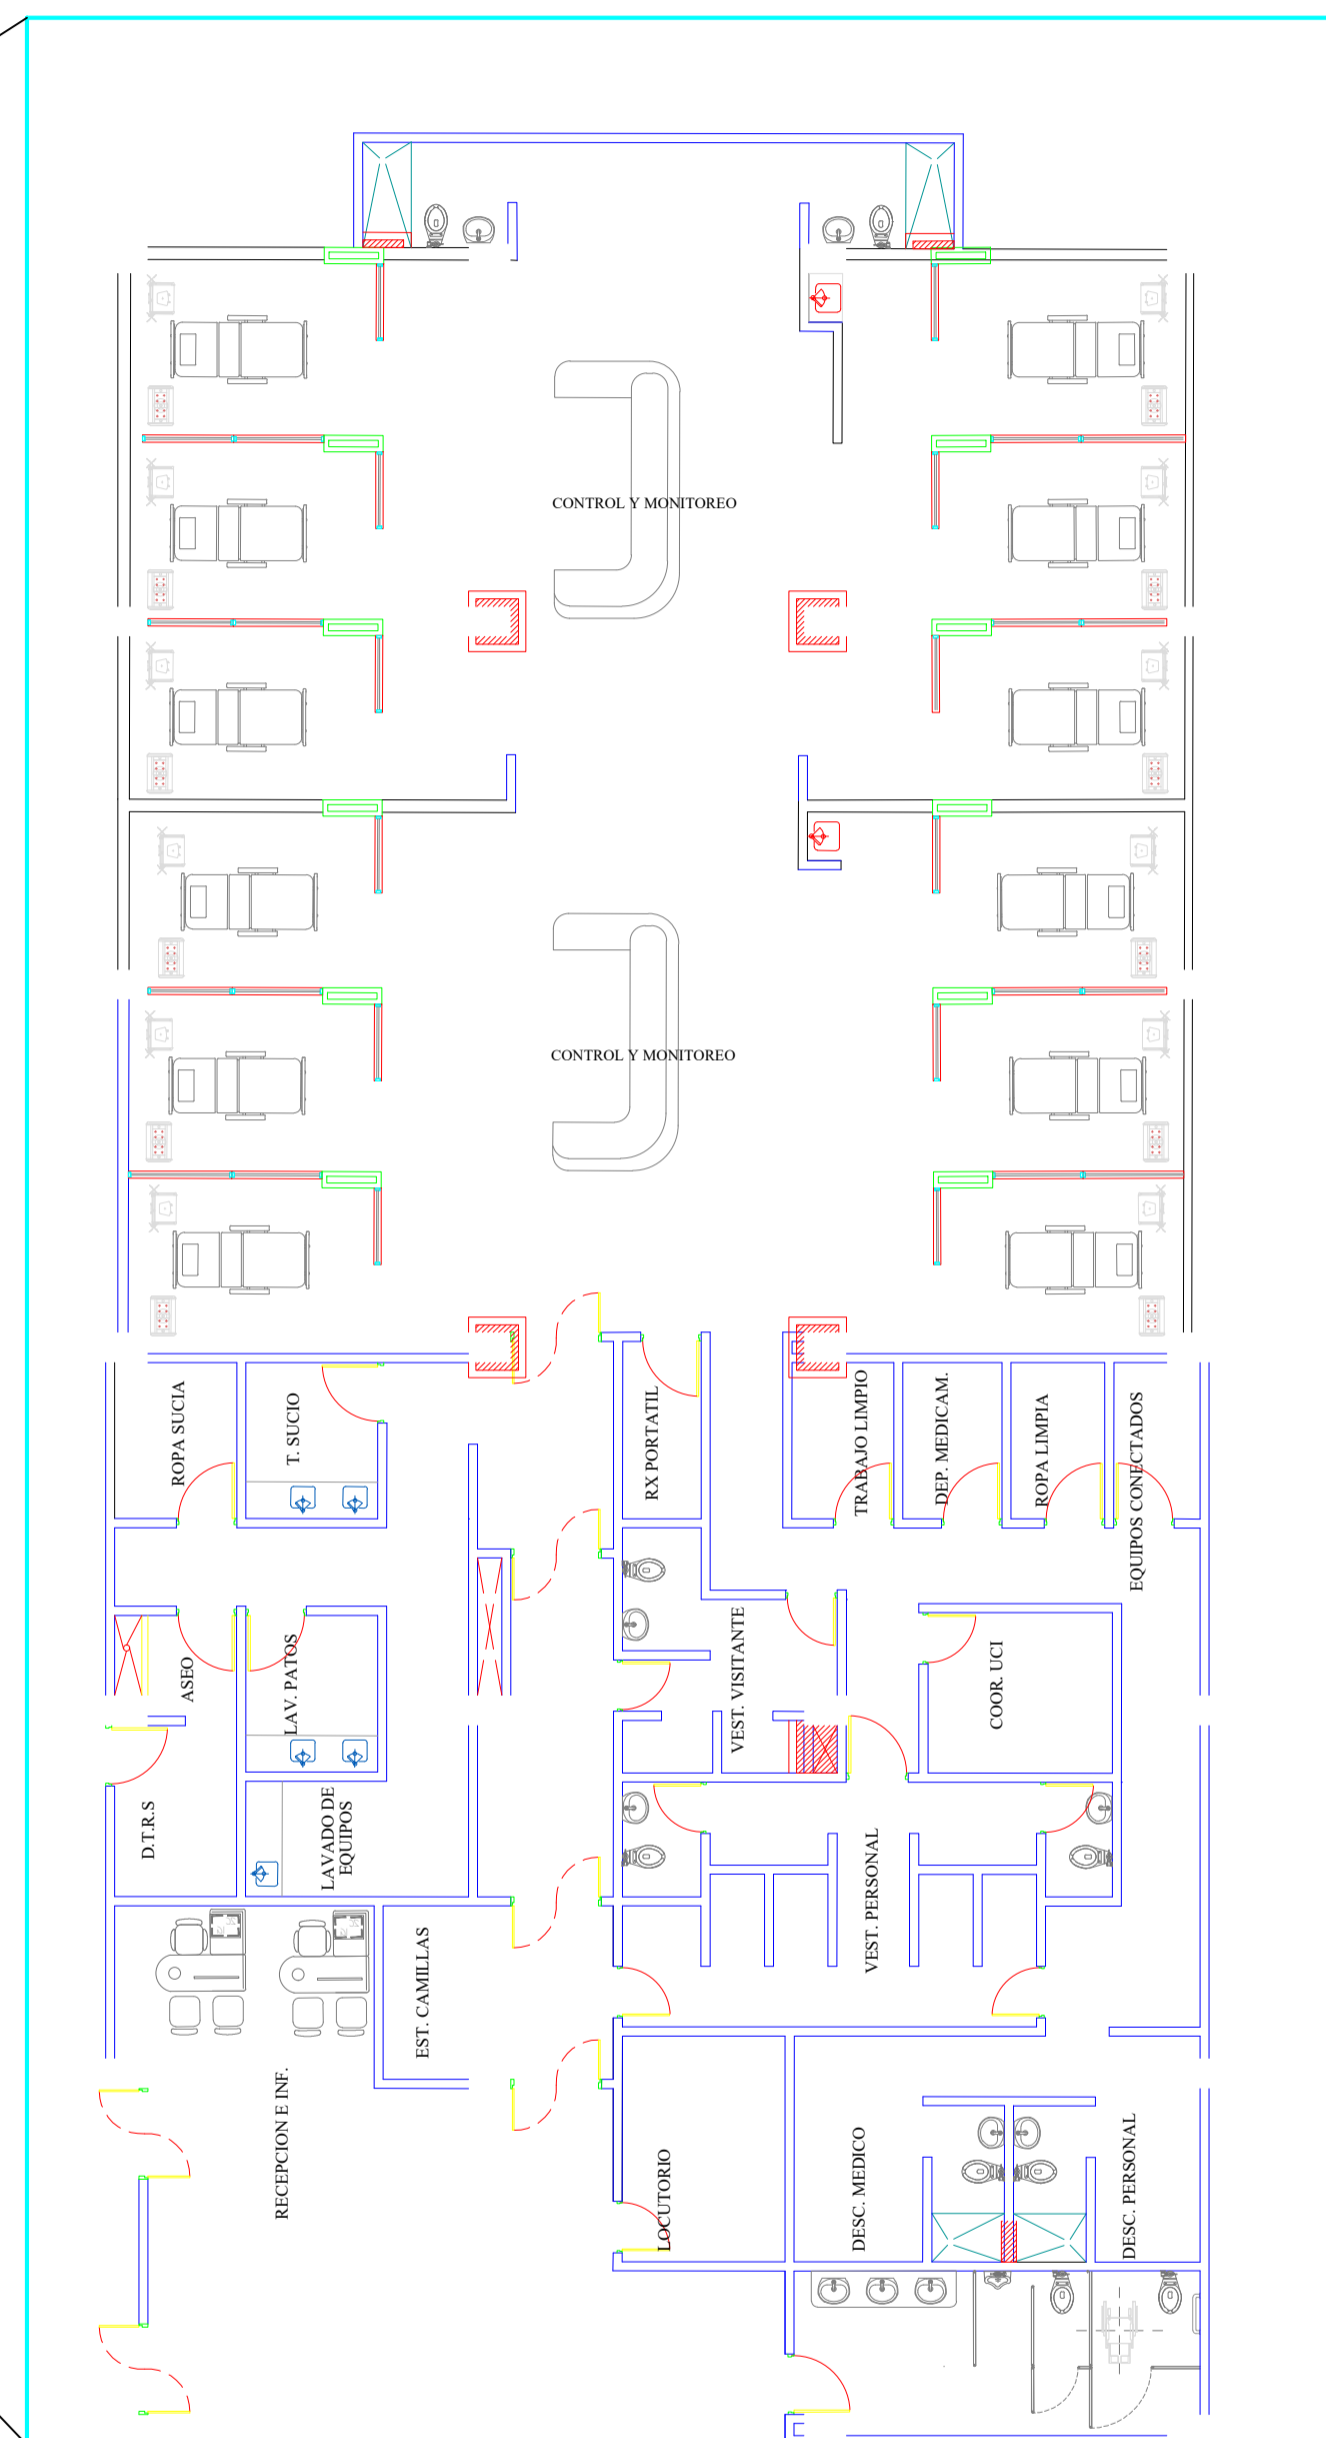 CONTROL Y MONITOREO
CONTROL Y MONITOREO
ROPA SUCIA
T. SUCIO
RX PORTATIL
TRABAJO LIMPIO
DEP. MEDICAM.
ROPA LIMPIA
EQUIPOS CONECTADOS
ASEO
LAV. PATOS
VEST. VISITANTE
COOR. UCI
D.T.R.S
LAVADO DE
EQUIPOS
VEST. PERSONAL
EST. CAMILLAS
RECEPCION E INF.
LOCUTORIO
DESC. MEDICO
DESC. PERSONAL